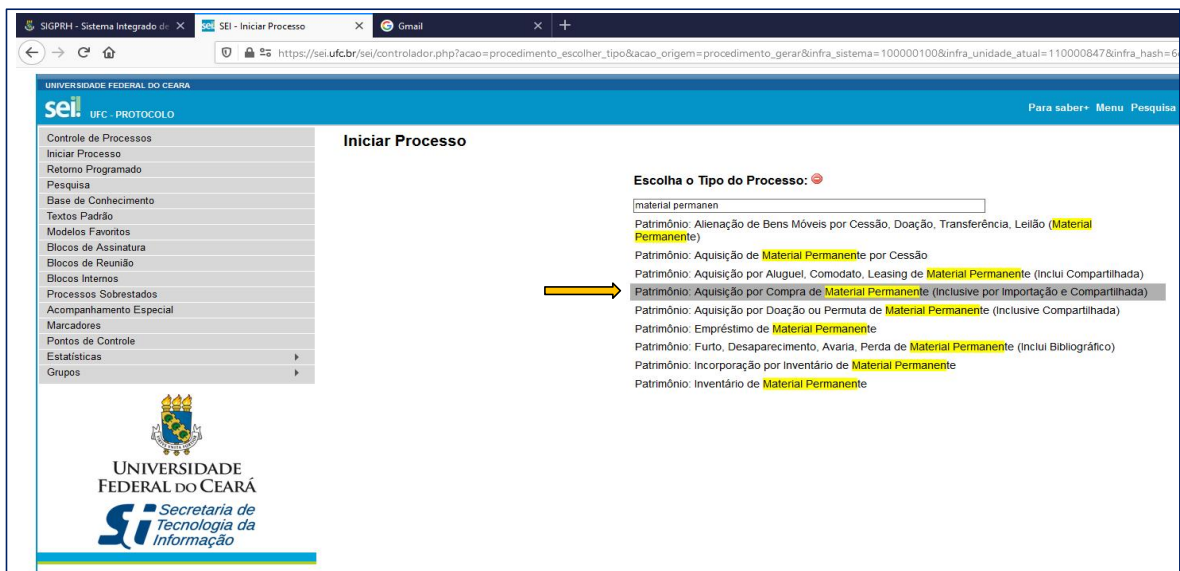 SIGPRH - Sistema Integrado de
SEI - Iniciar Processo
Gmail
https://sei.ufc.br/sei/controlador.php?acao=procedimento_escolher_tipo&acao_origem=procedimento_gerar&infra_sistema=100000100&infra_unidade_atual=110000847&infra_hash=6
UNIVERSIDADE FEDERAL DO CEARA
sei! UFC - PROTOCOLO
Para saber+ Menu Pesquisa
Controle de Processos
Iniciar Processo
Retorno Programado
Pesquisa
Base de Conhecimento
Textos Padrão
Modelos Favoritos
Blocos de Assinatura
Blocos de Reunião
Blocos Internos
Processos Sobrestados
Acompanhamento Especial
Marcadores
Pontos de Controle
Estatísticas
Grupos
UNIVERSIDADE
FEDERAL DO CEARÁ
Secretaria de
Tecnologia da
Informação
Iniciar Processo
Escolha o Tipo do Processo:
material permanen
Patrimônio: Alienação de Bens Móveis por Cessão, Doação, Transferência, Leilão (Material
Permanente)
Patrimônio: Aquisição de Material Permanente por Cessão
Patrimônio: Aquisição por Aluguel, Comodato, Leasing de Material Permanente (Inclui Compartilhada)
Patrimônio: Aquisição por Compra de Material Permanente (Inclusive por Importação e Compartilhada)
Patrimônio: Aquisição por Doação ou Permuta de Material Permanente (Inclusive Compartilhada)
Patrimônio: Empréstimo de Material Permanente
Patrimônio: Furto, Desaparecimento, Avaria, Perda de Material Permanente (Inclui Bibliográfico)
Patrimônio: Incorporação por Inventário de Material Permanente
Patrimônio: Inventário de Material Permanente